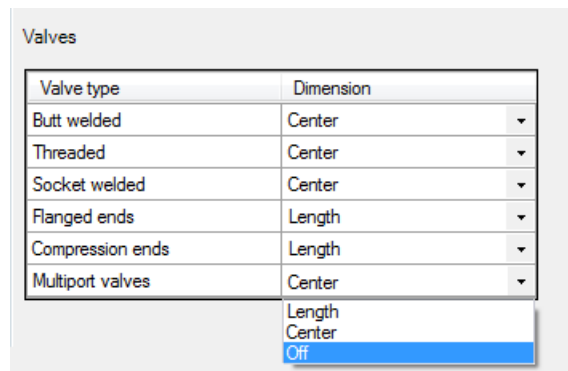 Valves
Valve type Dimension
Butt welded Center
Threaded Center
Socket welded Center
Flanged ends Length
Compression ends Length
Multiport valves Center
Length
Center
Off